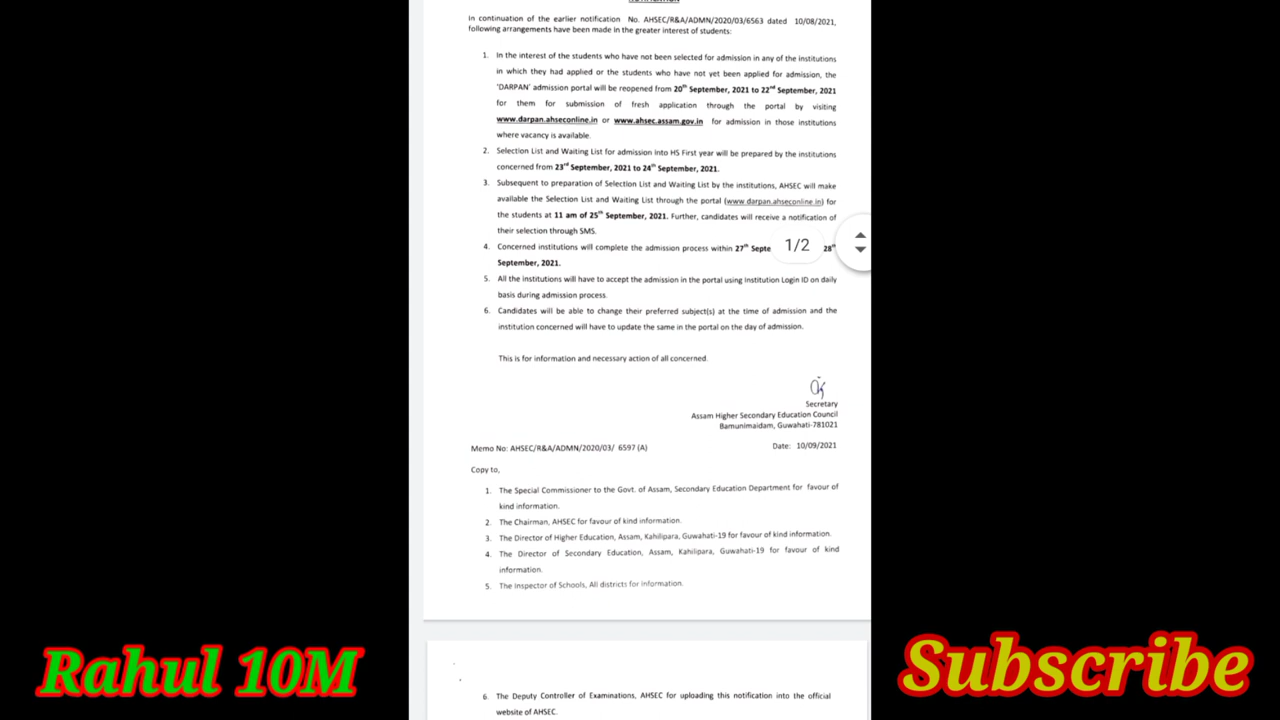 In continuation of the earlier notification No. AHSEC/R&A/ADMN/2020/03/6563 dated 10/08/2021,
following arrangements have been made in the greater interest of students:
1. In the interest of the students who have not been selected for admission in any of the institutions
in which they had applied or the students who have not yet been applied for admission, the
'DARPAN' admission portal will be reopened from 20th September, 2021 to 22nd September, 2021
for them for submission of fresh application through the portal by visiting
www.darpan.ahseconline.in or www.ahsec.assam.gov.in for admission in those institutions
where vacancy is available.
2. Selection List and Waiting List for admission into HS First year will be prepared by the institutions
concerned from 23rd September, 2021 to 24th September, 2021.
3. Subsequent to preparation of Selection List and Waiting List by the institutions, AHSEC will make
available the Selection List and Waiting List through the portal (www.darpan.ahseconline.in) for
the students at 11 am of 25th September, 2021. Further, candidates will receive a notification of
their selection through SMS.
4. Concerned institutions will complete the admission process within 27th Septe 1/2 28th
September, 2021.
5. All the institutions will have to accept the admission in the portal using Institution Login ID on daily
basis during admission process.
6. Candidates will be able to change their preferred subject(s) at the time of admission and the
institution concerned will have to update the same in the portal on the day of admission.
This is for information and necessary action of all concerned.
Secretary
Assam Higher Secondary Education Council
Bamunimaidam, Guwahati-781021
Memo No: AHSEC/R&A/ADMN/2020/03/ 6597 (A) Date: 10/09/2021
Copy to,
1. The Special Commissioner to the Govt. of Assam, Secondary Education Department for favour of
kind information.
2. The Chairman, AHSEC for favour of kind information.
3. The Director of Higher Education, Assam, Kahilipara, Guwahati-19 for favour of kind information.
4. The Director of Secondary Education, Assam, Kahilipara, Guwahati-19 for favour of kind
information.
5. The Inspector of Schools, All districts for information.
6. The Deputy Controller of Examinations, AHSEC for uploading this notification into the official
website of AHSEC.
Rahul 10M
Subscribe